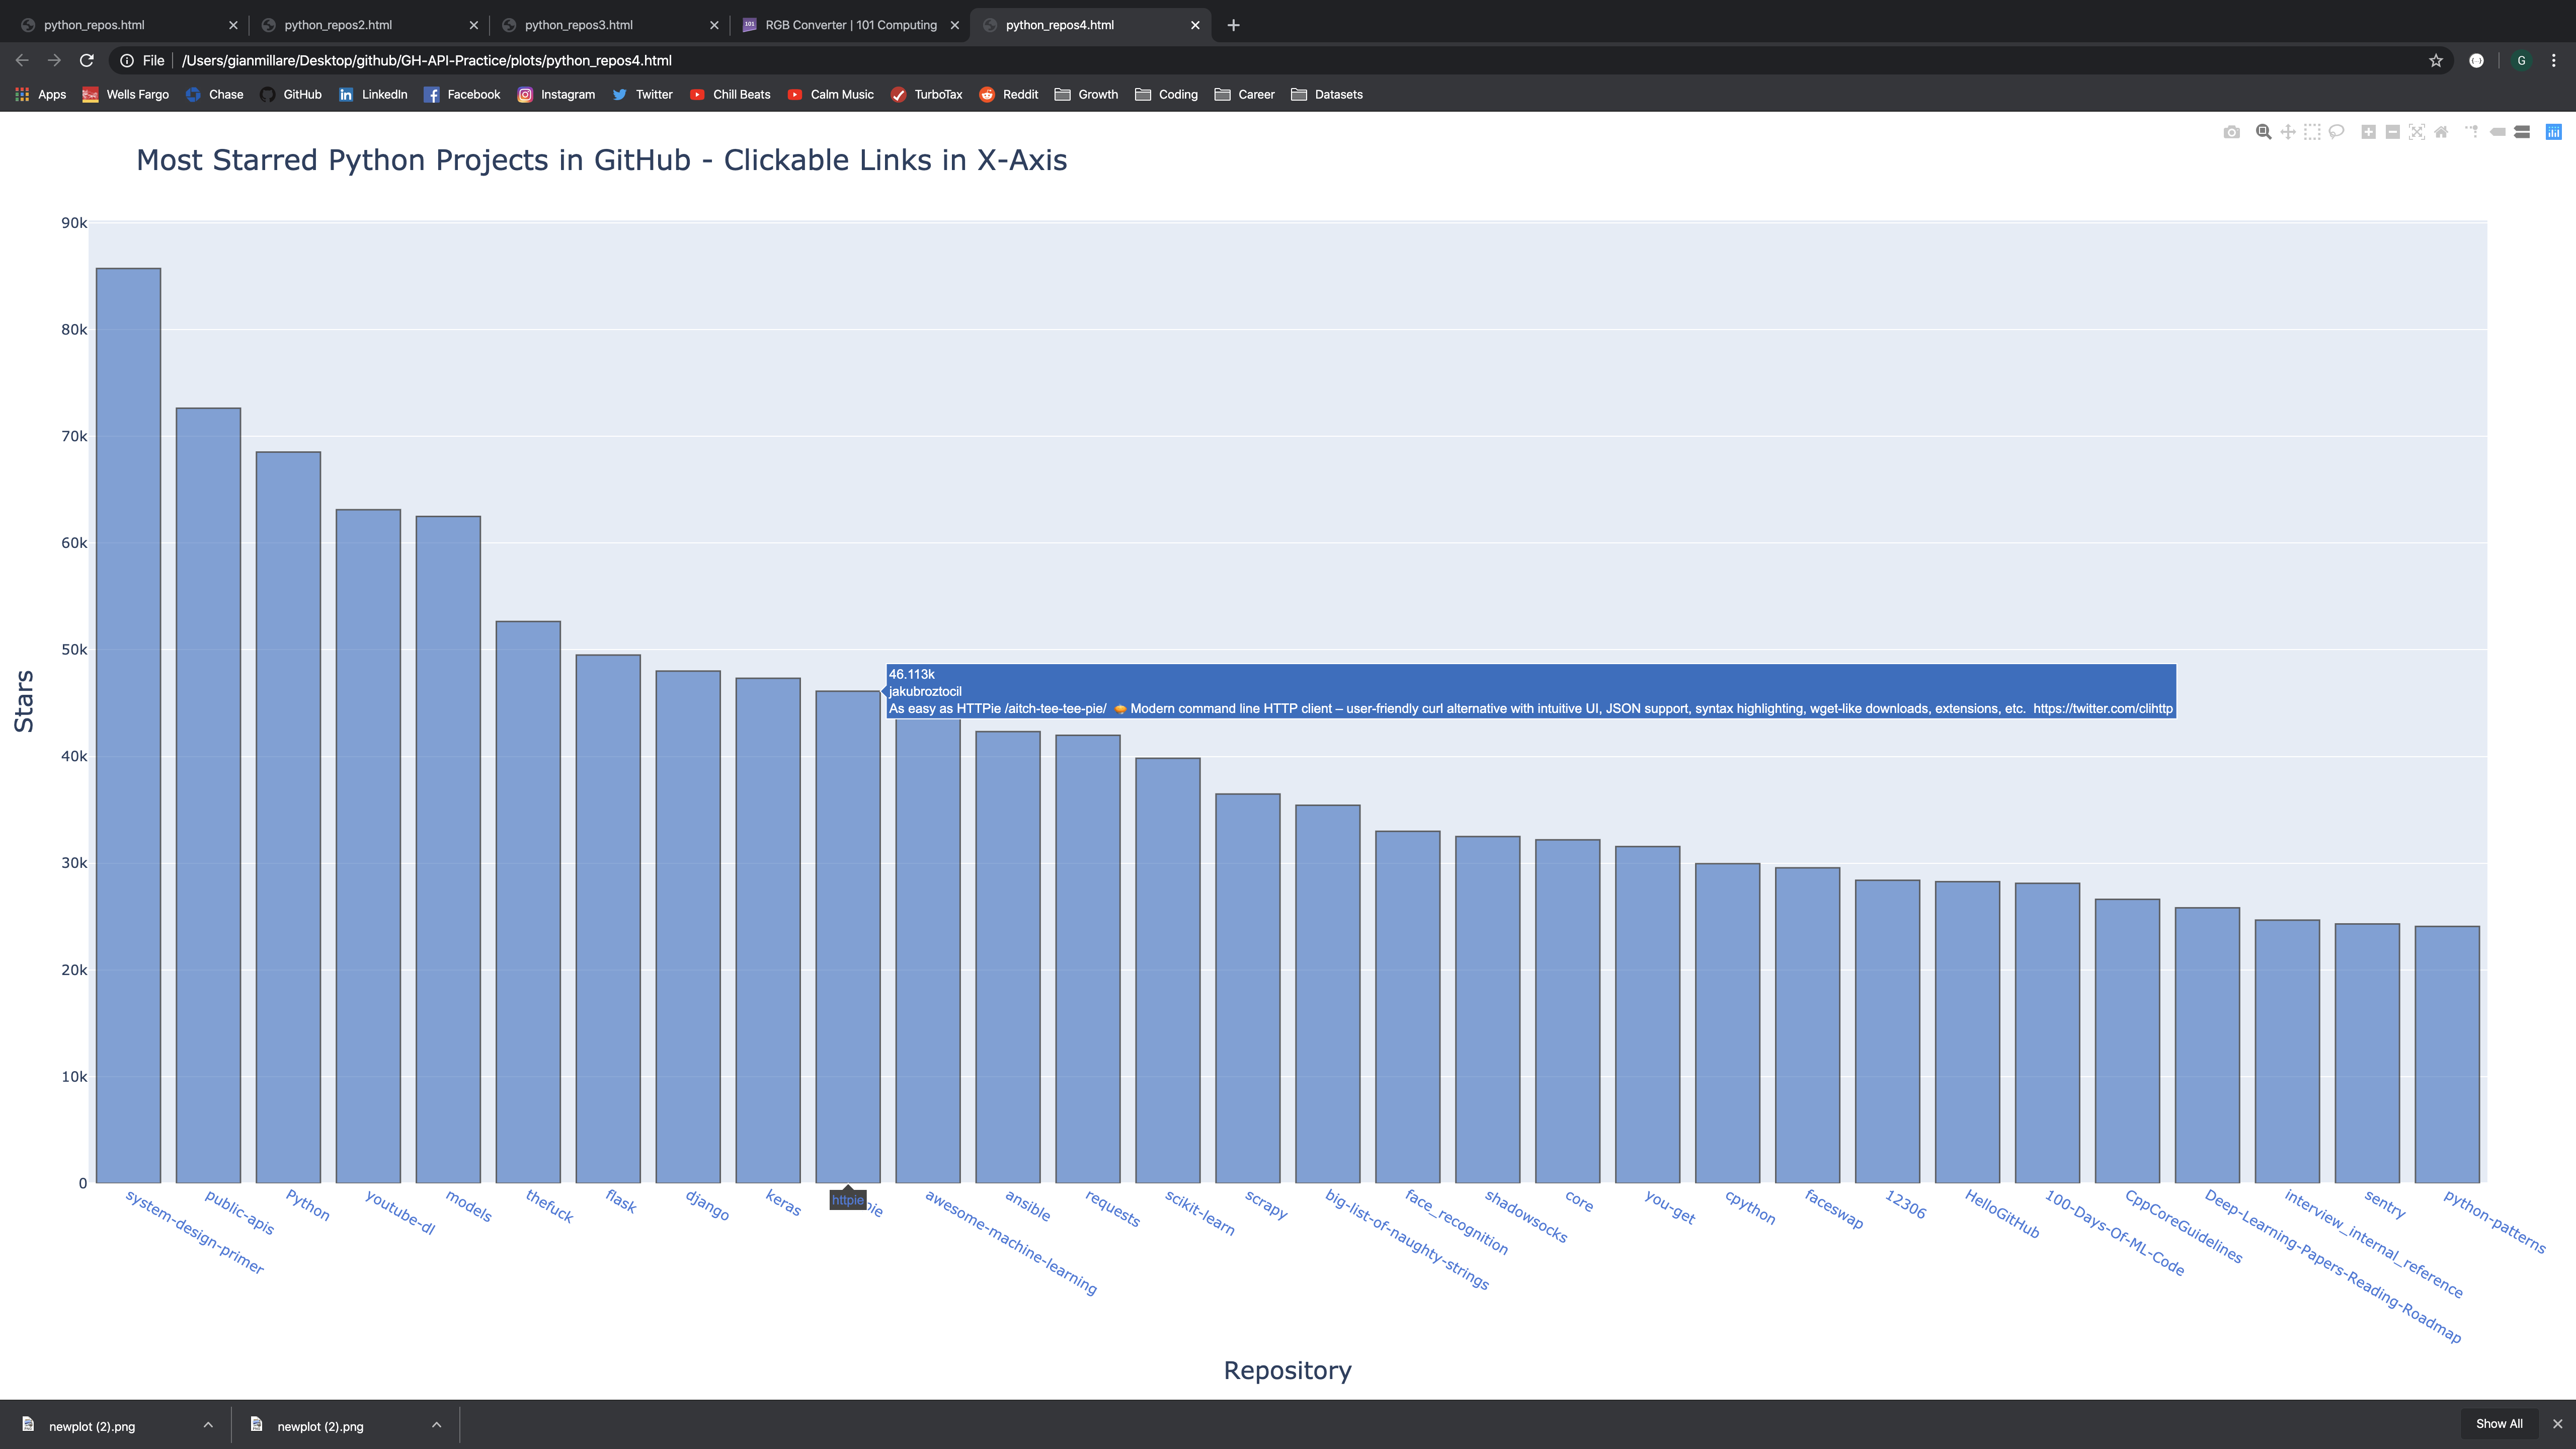 python_repos.html
python_repos2.html
python_repos3.html
101
RGB Converter | 101 Computing
python_repos4.html
File
/Users/gianmillare/Desktop/github/GH-API-Practice/plots/python_repos4.html
G
Apps
Wells Fargo
Chase
GitHub
LinkedIn
Facebook
Instagram
Twitter
Chill Beats
Calm Music
TurboTax
Reddit
Growth
Coding
Career
Datasets
Most Starred Python Projects in GitHub - Clickable Links in X-Axis
90k
80k
70k
60k
50k
40k
30k
20k
10k
0
Stars
46.113k
jakubroztocil
As easy as HTTPie /aitch-tee-tee-pie/ 🥧 Modern command line HTTP client – user-friendly curl alternative with intuitive UI, JSON support, syntax highlighting, wget-like downloads, extensions, etc. https://twitter.com/clihttp
system-design-primer
public-apis
Python
youtube-dl
models
thefuck
flask
django
keras
httpie
awesome-machine-learning
ansible
requests
scikit-learn
scrapy
big-list-of-naughty-strings
face_recognition
shadowsocks
core
you-get
cpython
faceswap
12306
HelloGitHub
100-Days-Of-ML-Code
CppCoreGuidelines
Deep-Learning-Papers-Reading-Roadmap
interview_internal_reference
sentry
python-patterns
Repository
newplot (2).png
newplot (2).png
Show All